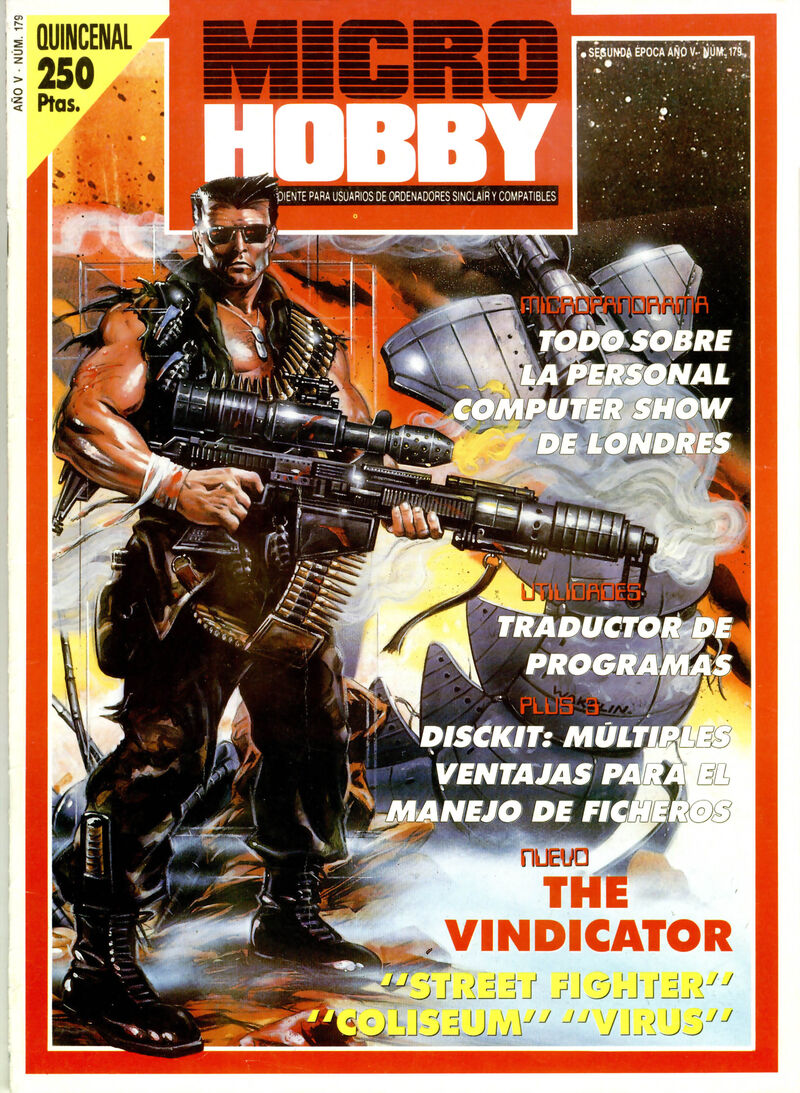 AÑO V - NÚM. 179
QUINCENAL
250
Ptas.
MICRO
HOBBY
DIENTE PARA USUARIOS DE ORDENADORES SINCLAIR Y COMPATIBLES
SEGUNDA ÉPOCA AÑO V - NÚM. 179
MICROPANORAMA
TODO SOBRE
LA PERSONAL
COMPUTER SHOW
DE LONDRES
UTILIDADES
TRADUCTOR DE
PROGRAMAS
PLUS 3
DISCKIT: MÚLTIPLES
VENTAJAS PARA EL
MANEJO DE FICHEROS
NUEVO
THE
VINDICATOR
"STREET FIGHTER"
"COLISEUM" "VIRUS"